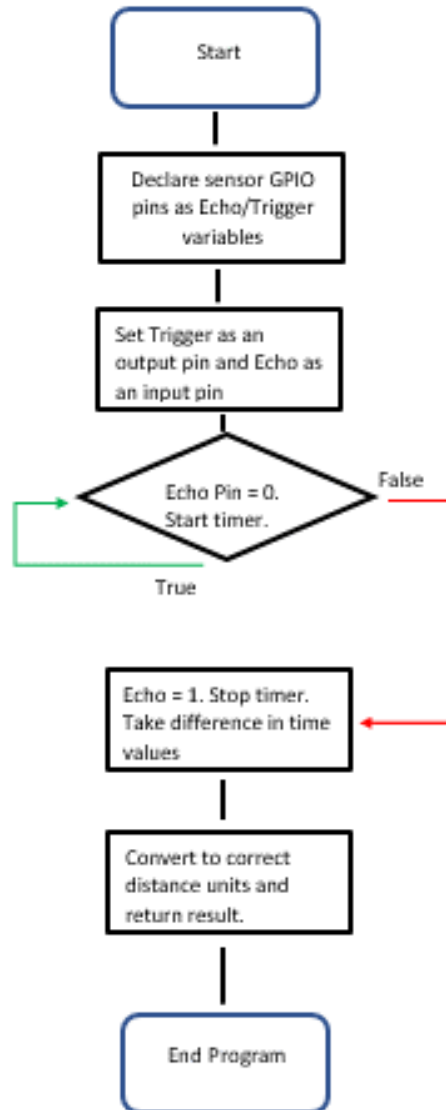 Start
Declare sensor GPIO
pins as Echo/Trigger
variables
Set Trigger as an
output pin and Echo as
an input pin
Echo Pin = 0.
Start timer.
False
True
Echo = 1. Stop timer.
Take difference in time
values
Convert to correct
distance units and
return result.
End Program